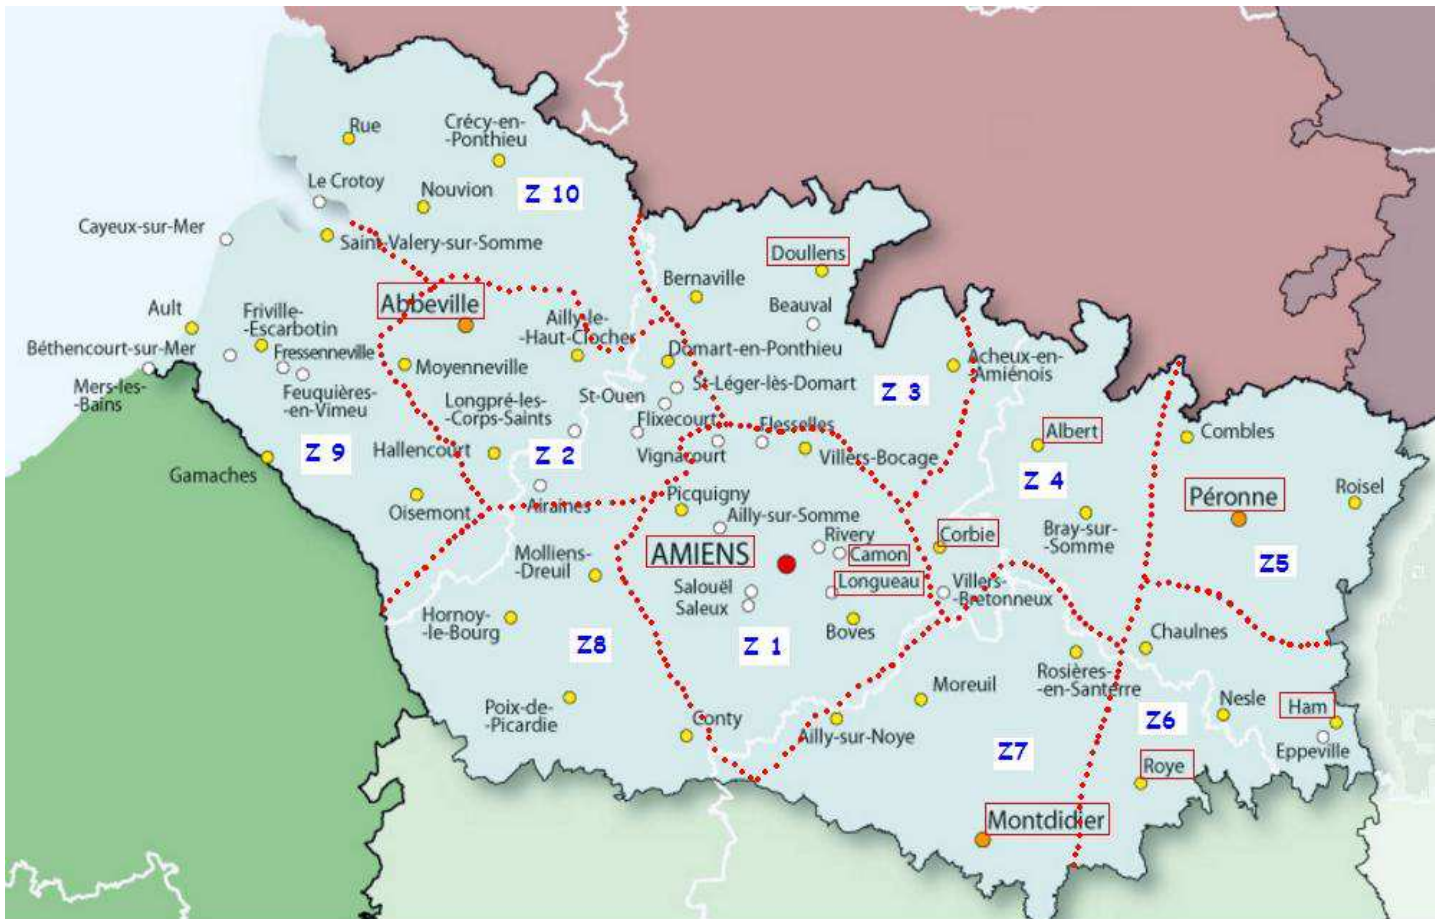 Rue
Crécy-en-
-Ponthieu
Le Crotoy
Nouvion
Z 10
Cayeux-sur-Mer
Saint-Valery-sur-Somme
Doullens
Bernaville
Abbeville
Beauval
Ault
Friville-
-Escarbotin
Ailly-le-
-Haut-Clocher
Béthencourt-sur-Mer
Fressenneville
Moyenneville
Domart-en-Ponthieu
Acheux-en-
-Amiénois
Mers-les-
-Bains
Feuquières-
-en-Vimeu
St-Léger-lès-Domart
Z 3
Longpré-les-
-Corps-Saints
St-Ouen
Flixecourt
Flesselles
Albert
Combles
Z 9
Hallencourt
Z 2
Vignacourt
Villers-Bocage
Z 4
Gamaches
Péronne
Roisel
Oisemont
Airaines
Picquigny
Ailly-sur-Somme
Bray-sur-
-Somme
Molliens-
-Dreuil
AMIENS
Rivery
Camon
Corbie
Z5
Salouël
Saleux
Longueau
Villers-
-Bretonneux
Hornoy-
-le-Bourg
Z8
Z 1
Boves
Chaulnes
Rosières-
-en-Santerre
Moreuil
Poix-de-
-Picardie
Conty
Ailly-sur-Noye
Z6
Nesle
Ham
Z7
Eppeville
Roye
Montdidier